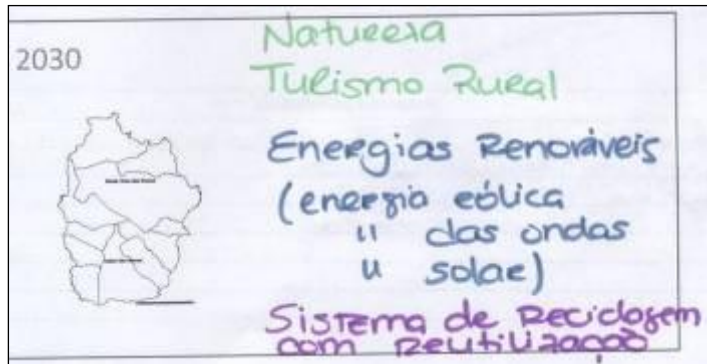 2030
Natureza
Turismo Rural
Energias Renováveis
(energia eólica
" das ondas
" solar)
Sistema de Reciclagem
com Reutilização